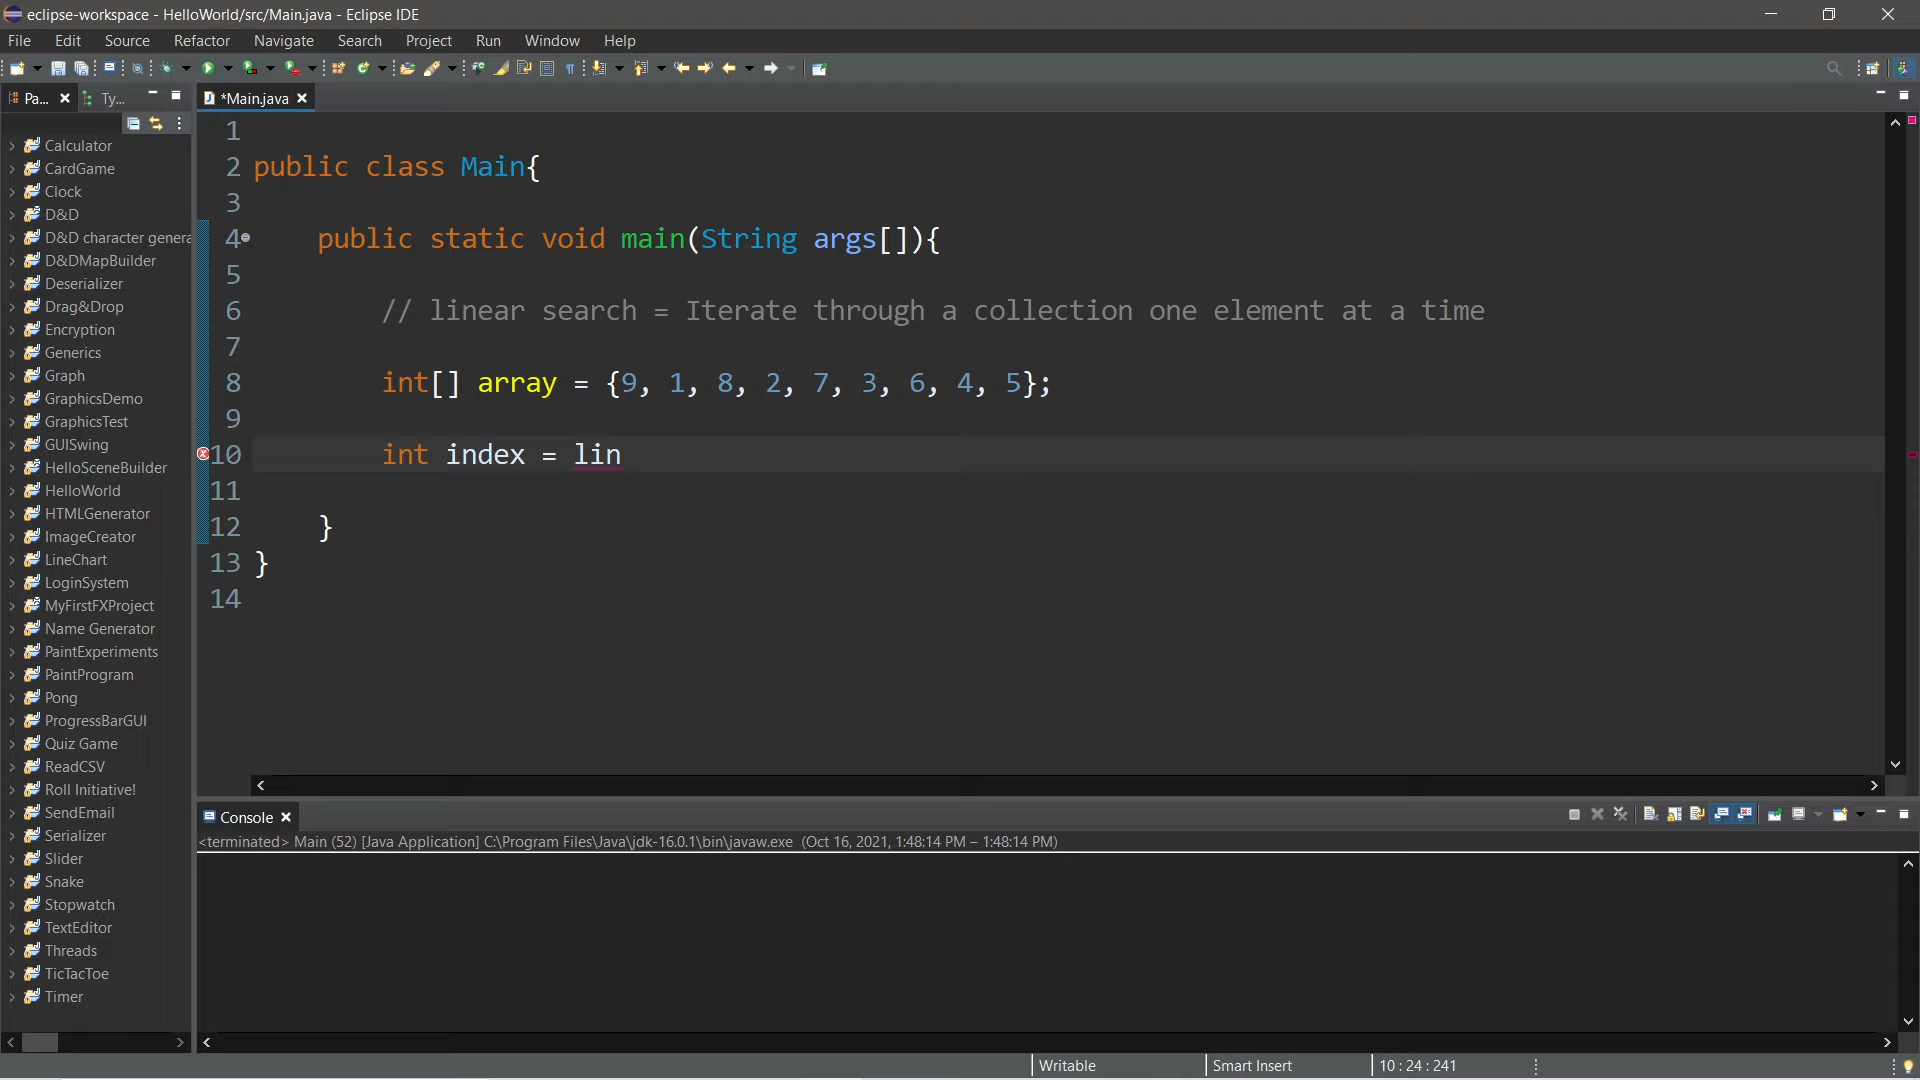 eclipse-workspace - HelloWorld/src/Main.java - Eclipse IDE
File Edit Source Refactor Navigate Search Project Run Window Help
Pa... Ty...
*Main.java
Calculator
CardGame
Clock
D&D
D&D character genera
D&DMapBuilder
Deserializer
Drag&Drop
Encryption
Generics
Graph
GraphicsDemo
GraphicsTest
GUISwing
HelloSceneBuilder
HelloWorld
HTMLGenerator
ImageCreator
LineChart
LoginSystem
MyFirstFXProject
Name Generator
PaintExperiments
PaintProgram
Pong
ProgressBarGUI
Quiz Game
ReadCSV
Roll Initiative!
SendEmail
Serializer
Slider
Snake
Stopwatch
TextEditor
Threads
TicTacToe
Timer
1
2 public class Main{
3
4 public static void main(String args[]){
5
6 // linear search = Iterate through a collection one element at a time
7
8 int[] array = {9, 1, 8, 2, 7, 3, 6, 4, 5};
9
10 int index = lin
11
12 }
13 }
14
Console
<terminated> Main (52) [Java Application] C:\Program Files\Java\jdk-16.0.1\bin\javaw.exe (Oct 16, 2021, 1:48:14 PM – 1:48:14 PM)
Writable Smart Insert 10 : 24 : 241